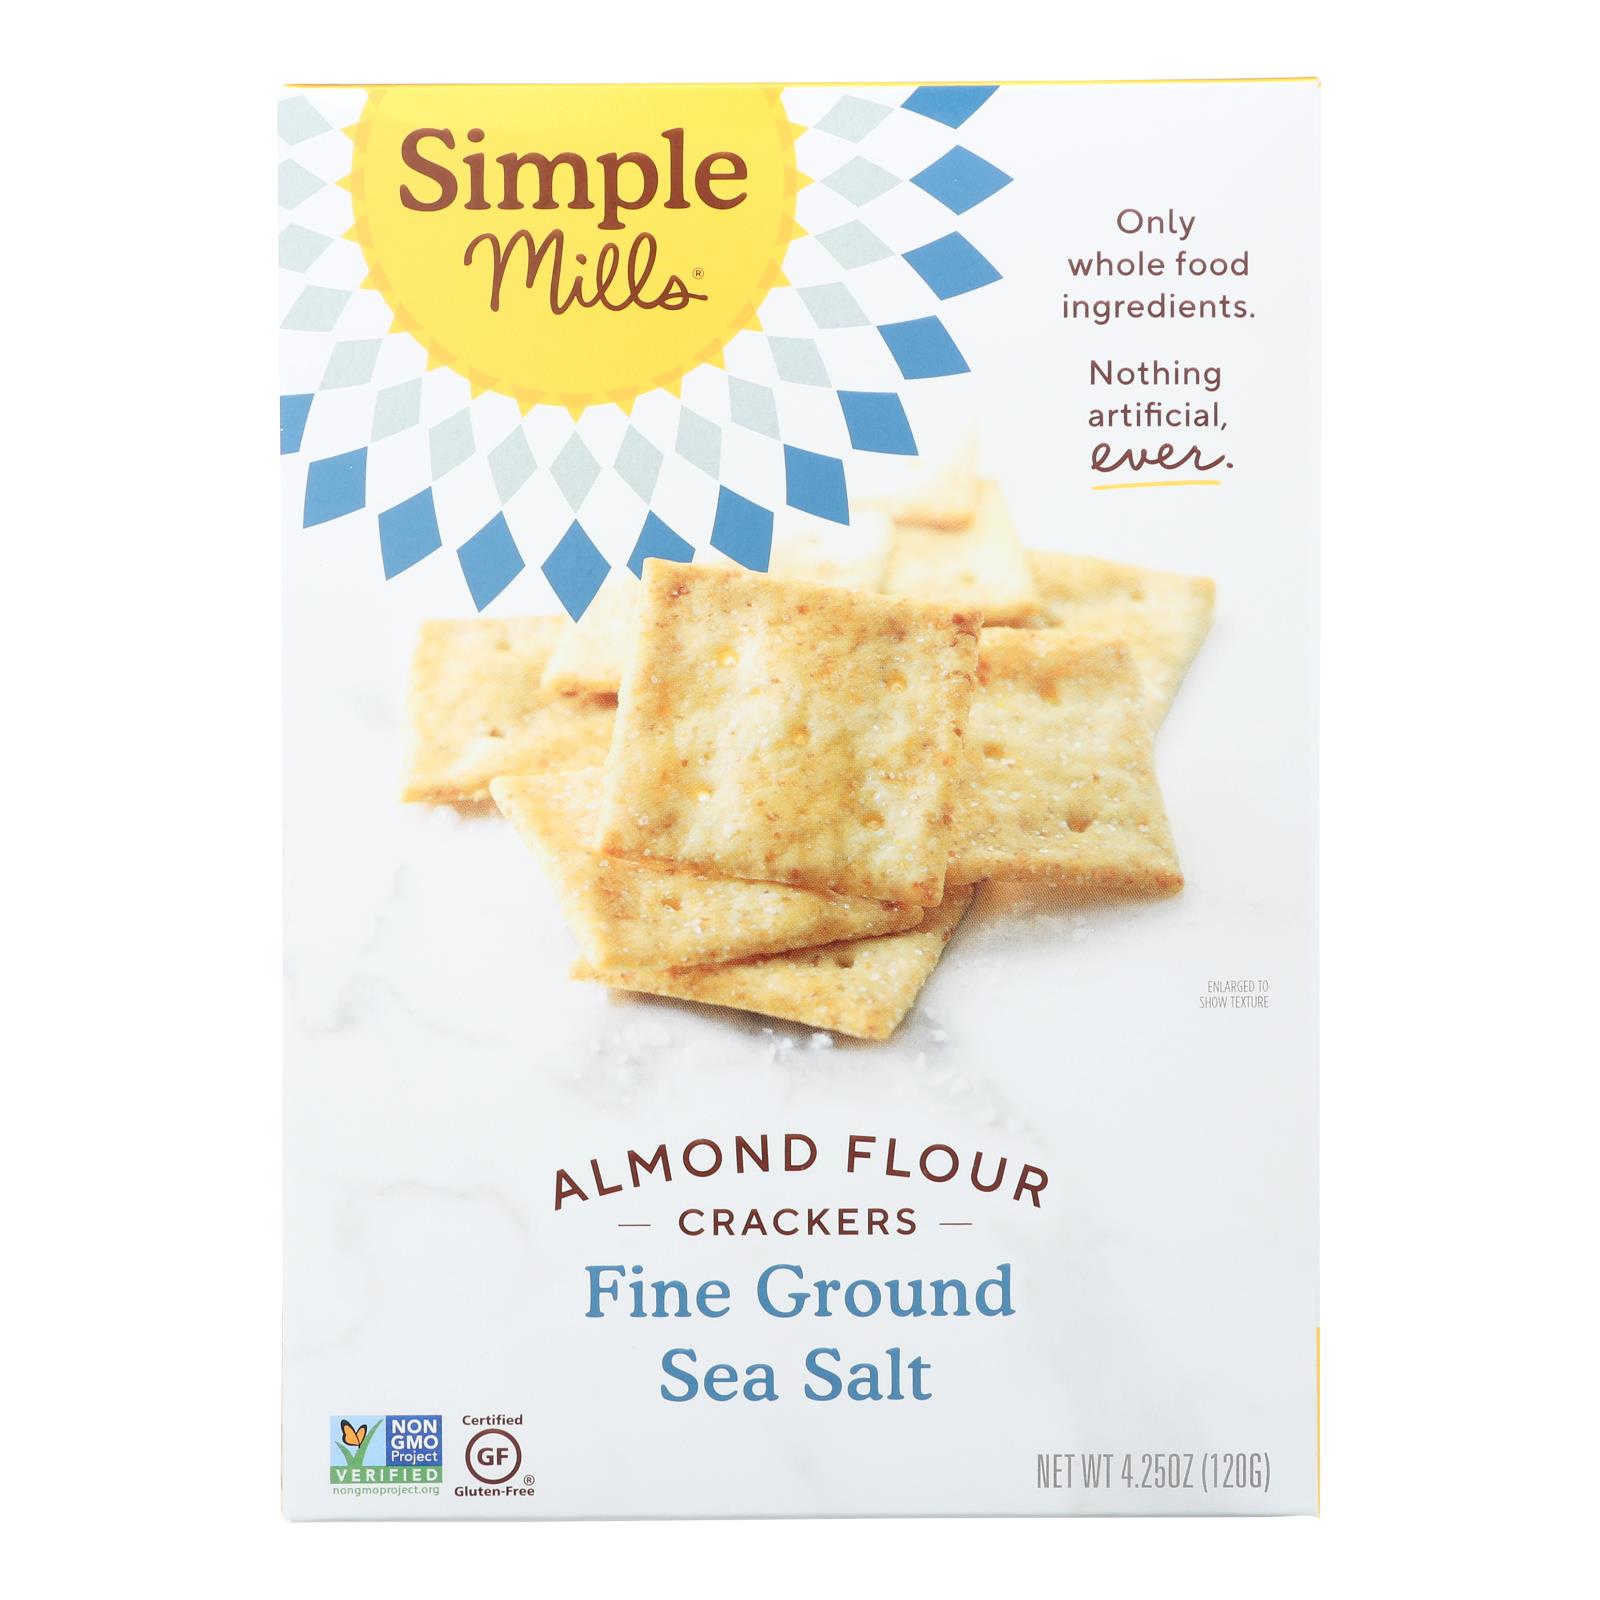 Simple
Mills®
Only
whole food
ingredients.
Nothing
artificial,
ever.
ENLARGED TO
SHOW TEXTURE
ALMOND FLOUR
CRACKERS
Fine Ground
Sea Salt
NON
GMO
Project
VERIFIED
nongmoproject.org
Certified
GF
®
Gluten-Free
NET WT 4.25OZ (120G)